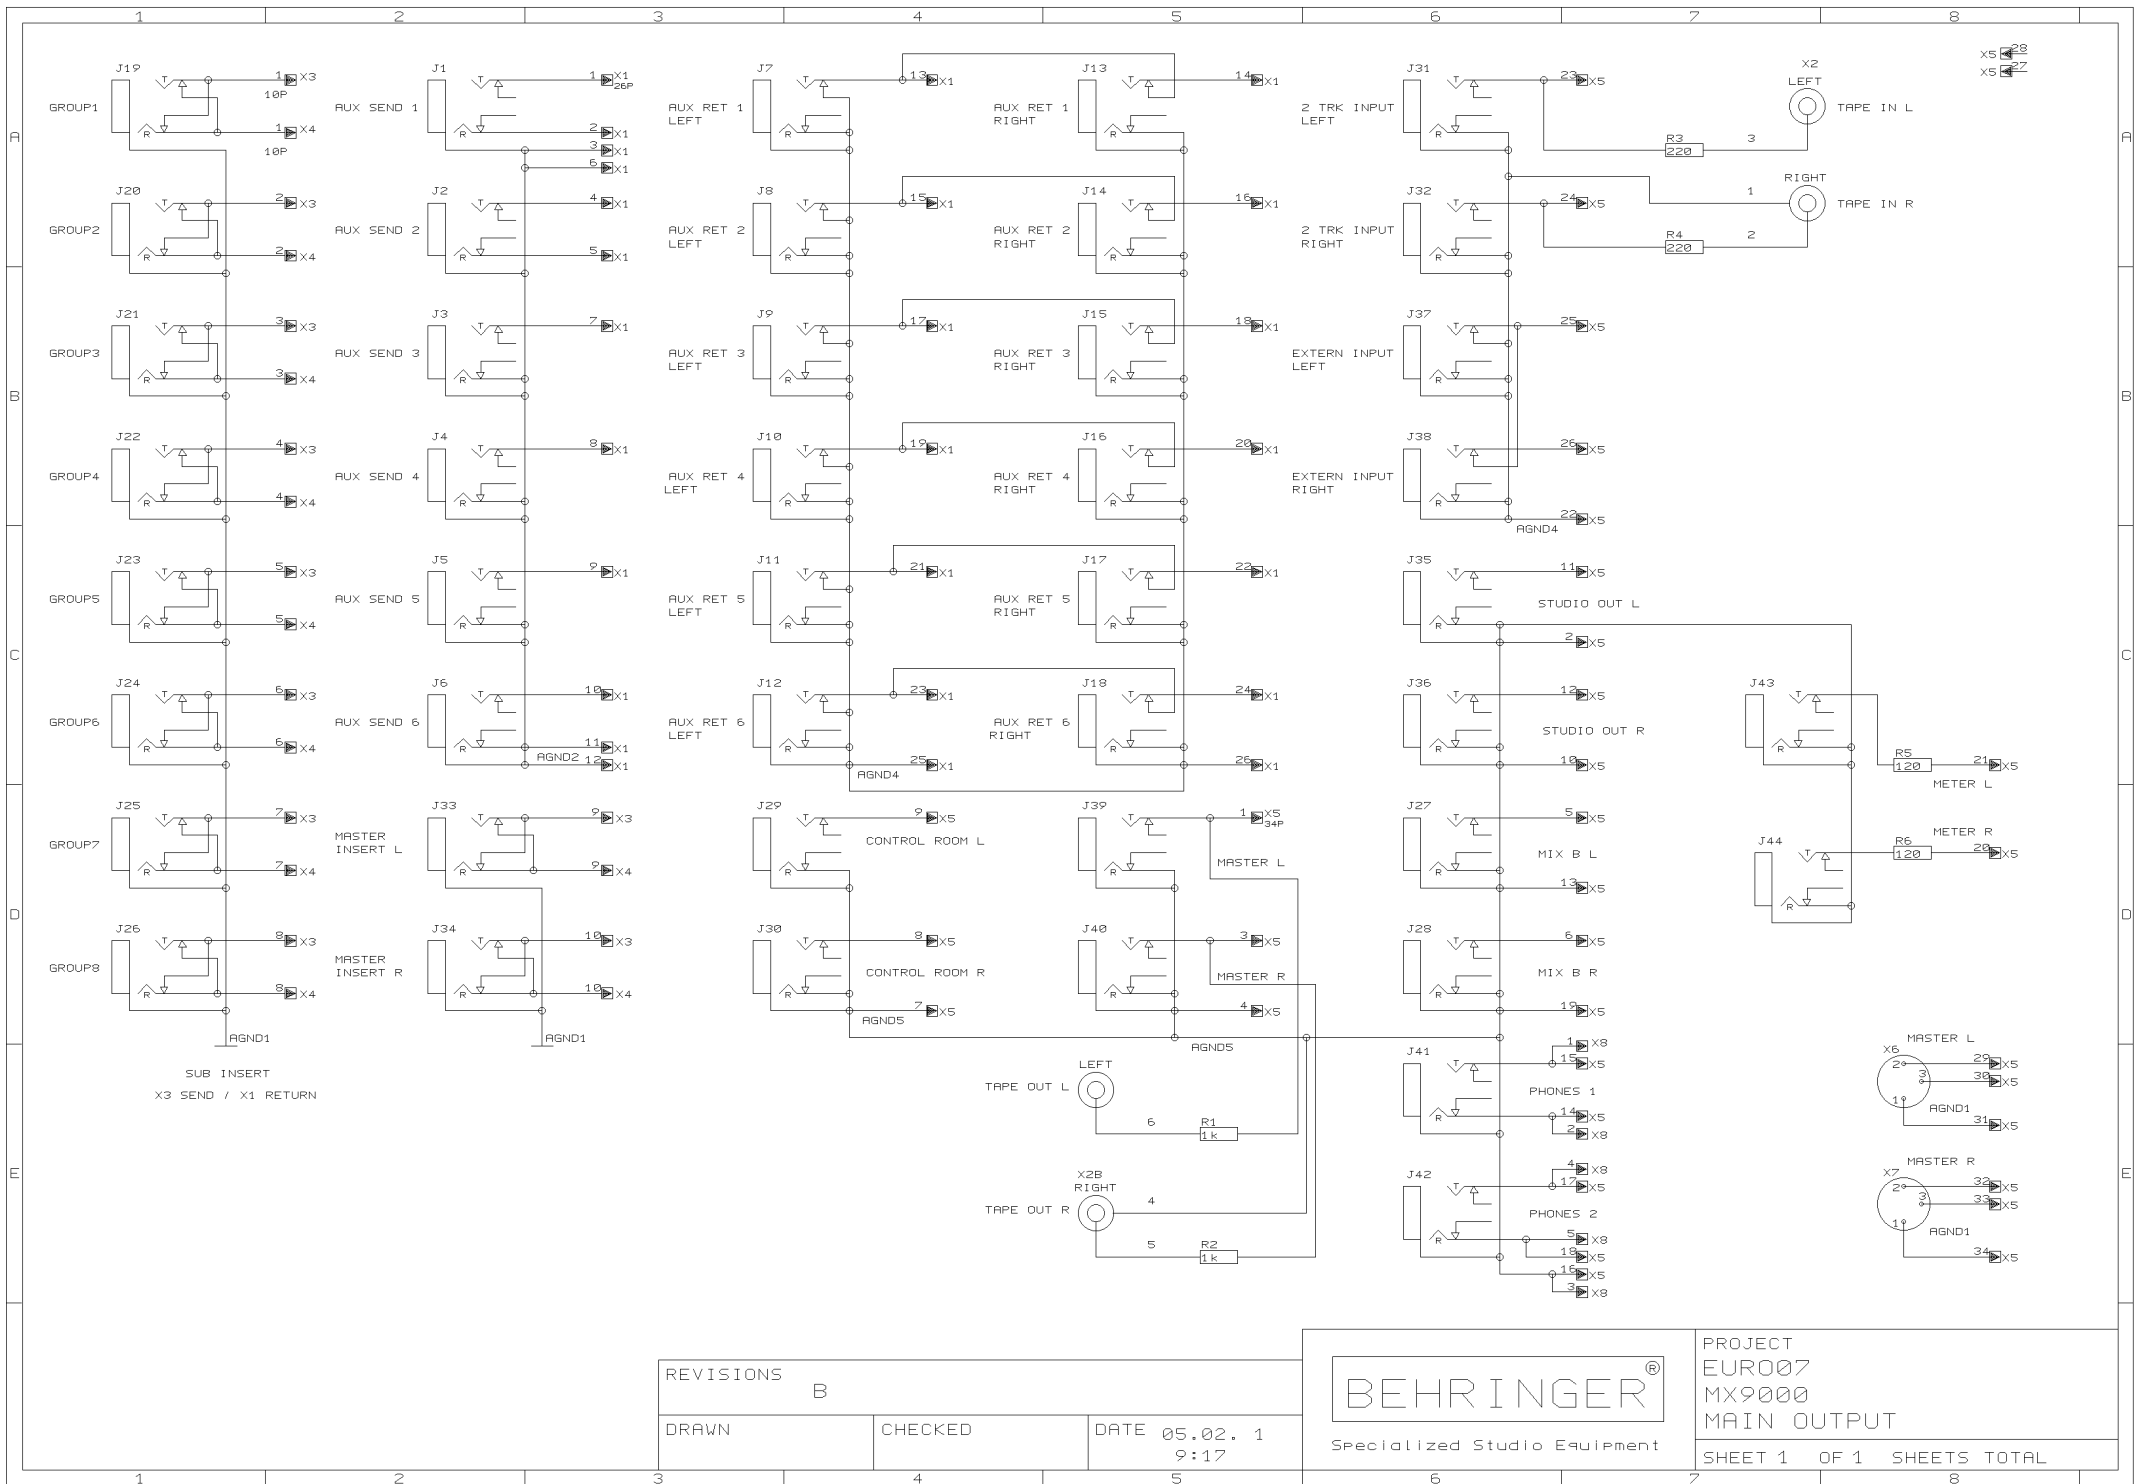 1 2 3 4 5 6 7 8
A
B
C
D
E
J19 T R GROUP1 1 X3 10P 1 X4 10P
J20 T R GROUP2 2 X3 2 X4
J21 T R GROUP3 3 X3 3 X4
J22 T R GROUP4 4 X3 4 X4
J23 T R GROUP5 5 X3 5 X4
J24 T R GROUP6 6 X3 6 X4
J25 T R GROUP7 7 X3 7 X4
J26 T R GROUP8 8 X3 8 X4
AGND1
SUB INSERT
X3 SEND / X1 RETURN
J1 T R AUX SEND 1 1 X1 26P 2 X1 3 X1 6 X1
J2 T R AUX SEND 2 4 X1 5 X1
J3 T R AUX SEND 3 7 X1
J4 T R AUX SEND 4 8 X1
J5 T R AUX SEND 5 9 X1
J6 T R AUX SEND 6 10 X1 11 X1 AGND2 12 X1
J33 T R MASTER
INSERT L 9 X3 9 X4
J34 T R MASTER
INSERT R 10 X3 10 X4
AGND1
J7 T R AUX RET 1
LEFT 13 X1
J8 T R AUX RET 2
LEFT 15 X1
J9 T R AUX RET 3
LEFT 17 X1
J10 T R AUX RET 4
LEFT 19 X1
J11 T R AUX RET 5
LEFT 21 X1
J12 T R AUX RET 6
LEFT 23 X1 AGND4 25 X1
J29 T R 9 X5 CONTROL ROOM L
J30 T R 8 X5 CONTROL ROOM R AGND5 7 X5
J13 T R AUX RET 1
RIGHT 14 X1
J14 T R AUX RET 2
RIGHT 16 X1
J15 T R AUX RET 3
RIGHT 18 X1
J16 T R AUX RET 4
RIGHT 20 X1
J17 T R AUX RET 5
RIGHT 22 X1
J18 T R AUX RET 6
RIGHT 24 X1 26 X1
J39 T R 1 X5 34P MASTER L
J40 T R 3 X5 MASTER R 4 X5
AGND5
LEFT
TAPE OUT L 6 R1 1k
X2B
RIGHT
TAPE OUT R 4 5 R2 1k
J31 T R 2 TRK INPUT
LEFT 23 X5
J32 T R 2 TRK INPUT
RIGHT 24 X5
J37 T R EXTERN INPUT
LEFT 25 X5
J38 T R EXTERN INPUT
RIGHT 26 X5 AGND4 22 X5
J35 T R 11 X5 STUDIO OUT L 2 X5
J36 T R 12 X5 STUDIO OUT R 10 X5
J27 T R 5 X5 MIX B L 13 X5
J28 T R 6 X5 MIX B R 19 X5
J41 T R 1 X8 15 X5 PHONES 1 14 X5 2 X8
J42 T R 4 X8 17 X5 PHONES 2 5 X8 18 X5 16 X5 3 X8
X5 28
X5 27
X2
LEFT
TAPE IN L R3 220 3
RIGHT
TAPE IN R 1 R4 220 2
J43 T R R5 120 21 X5 METER L
J44 T R METER R R6 120 20 X5
MASTER L
X6 2 3 1 29 X5 30 X5 AGND1 31 X5
MASTER R
X7 2 3 1 32 X5 33 X5 AGND1 34 X5
REVISIONS
B
DRAWN
CHECKED
DATE 05.02. 1
9:17
BEHRINGER®
Specialized Studio Equipment
PROJECT
EURO07
MX9000
MAIN OUTPUT
SHEET 1 OF 1 SHEETS TOTAL
A
B
C
D
E
1 2 3 4 5 6 7 8